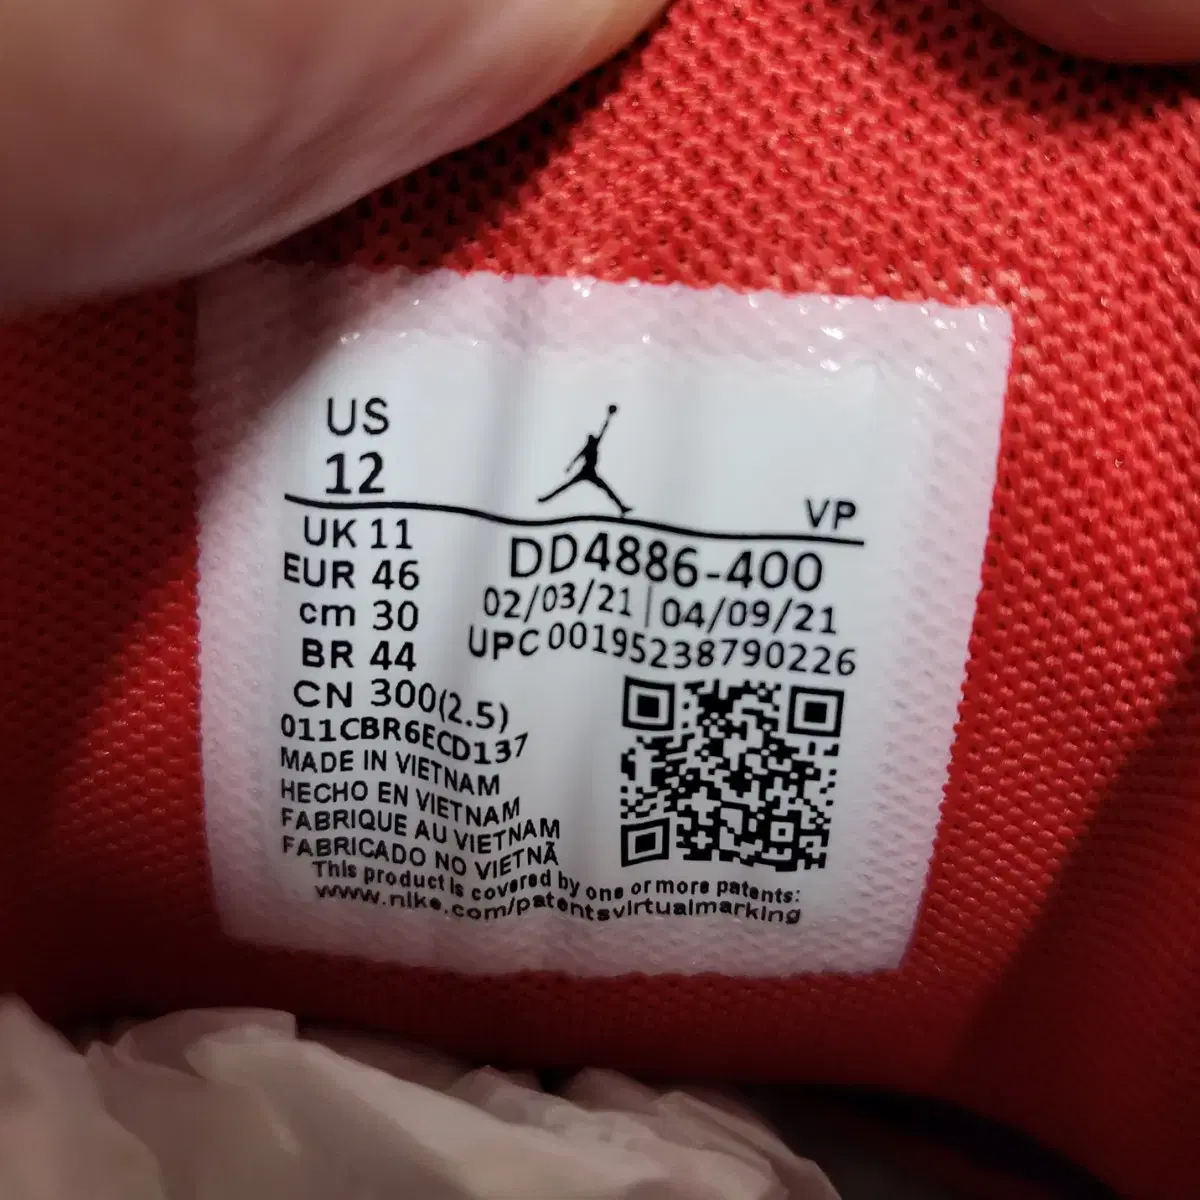 US
12
VP
UK 11
EUR 46
cm 30
BR 44
CN 300(2.5)
DD4886-400
02/03/21 | 04/09/21
UPC 00195238790226
011CBR6ECD137
MADE IN VIETNAM
HECHO EN VIETNAM
FABRIQUE AU VIETNAM
FABRICADO NO VIETNÃ
This product is covered by one or more patents:
www.nike.com/patentsvirtualmarking